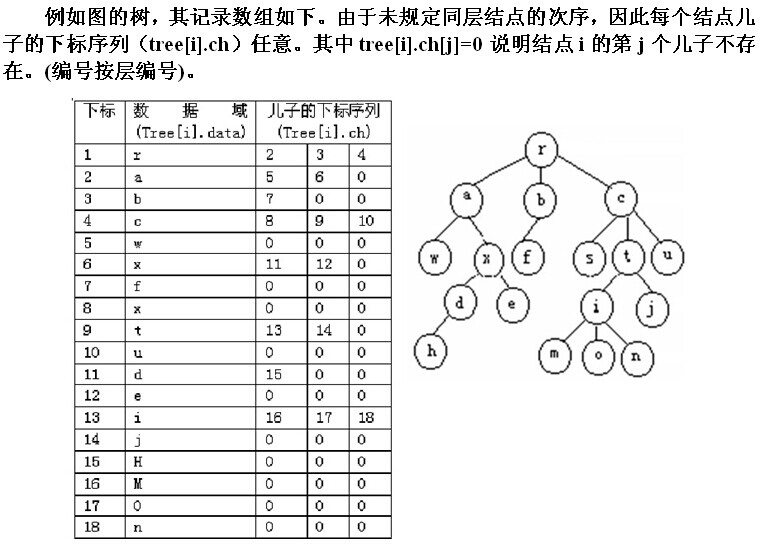 例如图的树，其记录数组如下。由于未规定同层结点的次序，因此每个结点儿
子的下标序列（tree[i].ch）任意。其中tree[i].ch[j]=0 说明结点 i 的第 j 个儿子不存
在。(编号按层编号)。
下标 数 据 域 儿子的下标序列
(Tree[i].data) (Tree[i].ch)
1 r 2 3 4
2 a 5 6 0
3 b 7 0 0
4 c 8 9 10
5 w 0 0 0
6 x 11 12 0
7 f 0 0 0
8 x 0 0 0
9 t 13 14 0
10 u 0 0 0
11 d 15 0 0
12 e 0 0 0
13 i 16 17 18
14 j 0 0 0
15 H 0 0 0
16 M 0 0 0
17 O 0 0 0
18 n 0 0 0
r
a b c
w x f s t u
d e i j
h m o n